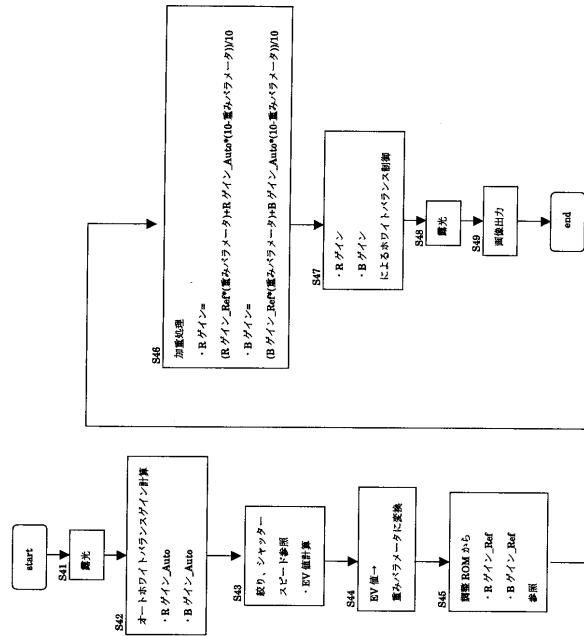 start
S41
露光
S42
オートホワイトバランスゲイン計算
・Rゲイン_Auto
・Bゲイン_Auto
S43
絞り、シャッター
スピード参照
・EV値計算
S44
EV値→
重みパラメータに変換
S45
調整ROMから
・Rゲイン_Ref
・Bゲイン_Ref
参照
S46
加重処理
・Rゲイン=
(Rゲイン_Ref*(重みパラメータ)+Rゲイン_Auto*(10-重みパラメータ))/10
・Bゲイン=
(Bゲイン_Ref*(重みパラメータ)+Bゲイン_Auto*(10-重みパラメータ))/10
S47
・Rゲイン
・Bゲイン
によるホワイトバランス制御
S48
露光
S49
画像出力
end